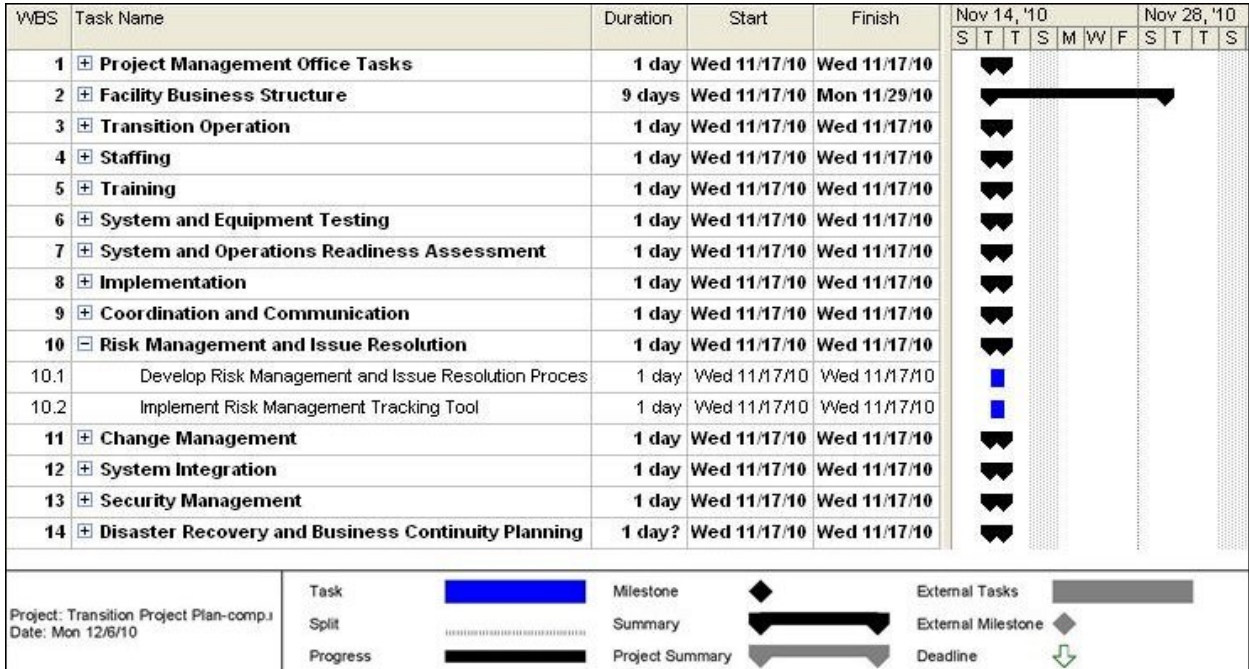 WBS Task Name Duration Start Finish Nov 14, '10 Nov 28, '10
S T T S M W F S T T S
1 Project Management Office Tasks 1 day Wed 11/17/10 Wed 11/17/10
2 Facility Business Structure 9 days Wed 11/17/10 Mon 11/29/10
3 Transition Operation 1 day Wed 11/17/10 Wed 11/17/10
4 Staffing 1 day Wed 11/17/10 Wed 11/17/10
5 Training 1 day Wed 11/17/10 Wed 11/17/10
6 System and Equipment Testing 1 day Wed 11/17/10 Wed 11/17/10
7 System and Operations Readiness Assessment 1 day Wed 11/17/10 Wed 11/17/10
8 Implementation 1 day Wed 11/17/10 Wed 11/17/10
9 Coordination and Communication 1 day Wed 11/17/10 Wed 11/17/10
10 Risk Management and Issue Resolution 1 day Wed 11/17/10 Wed 11/17/10
10.1 Develop Risk Management and Issue Resolution Proces 1 day Wed 11/17/10 Wed 11/17/10
10.2 Implement Risk Management Tracking Tool 1 day Wed 11/17/10 Wed 11/17/10
11 Change Management 1 day Wed 11/17/10 Wed 11/17/10
12 System Integration 1 day Wed 11/17/10 Wed 11/17/10
13 Security Management 1 day Wed 11/17/10 Wed 11/17/10
14 Disaster Recovery and Business Continuity Planning 1 day? Wed 11/17/10 Wed 11/17/10
Project: Transition Project Plan-comp.
Date: Mon 12/6/10
Task Milestone External Tasks
Split Summary External Milestone
Progress Project Summary Deadline